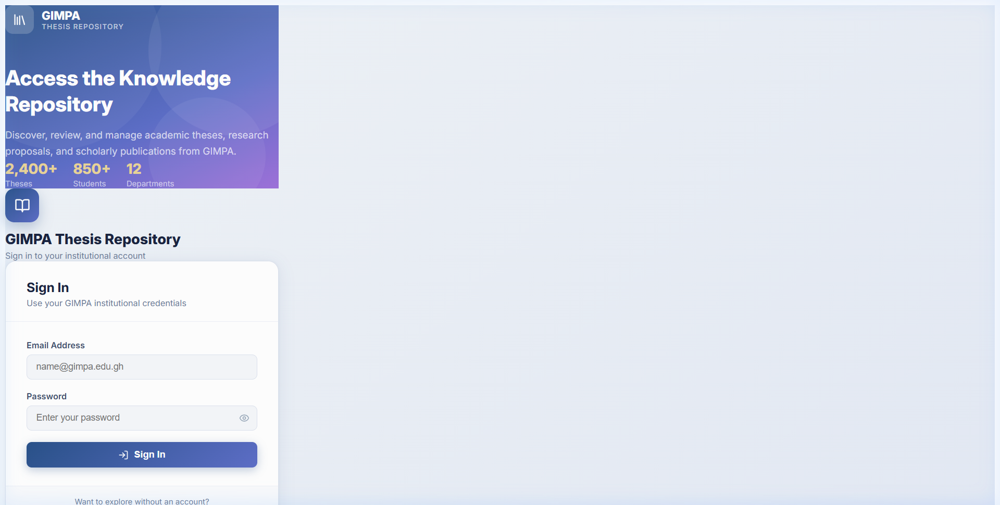 GIMPA
THESIS REPOSITORY
Access the Knowledge
Repository
Discover, review, and manage academic theses, research
proposals, and scholarly publications from GIMPA.
2,400+ 850+ 12
Theses Students Departments
GIMPA Thesis Repository
Sign in to your institutional account
Sign In
Use your GIMPA institutional credentials
Email Address
name@gimpa.edu.gh
Password
Enter your password
Sign In
Want to explore without an account?